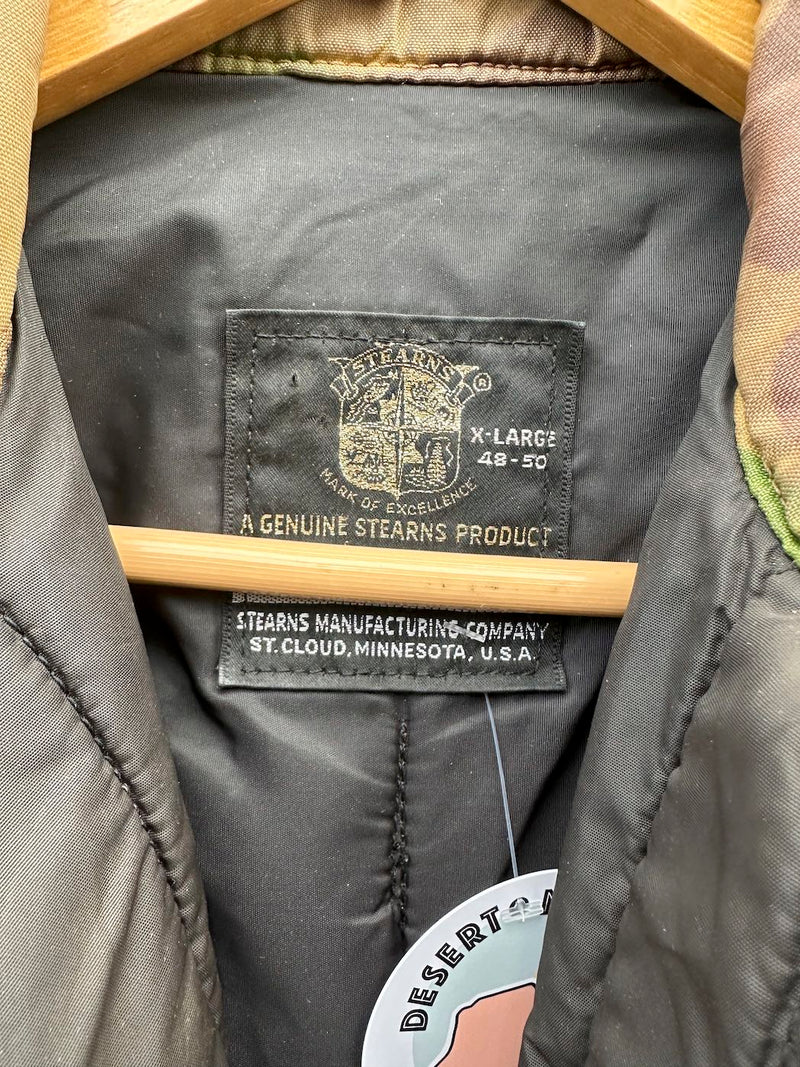 STEARNS
®
X-LARGE
48-50
MARK OF EXCELLENCE
A GENUINE STEARNS PRODUCT
STEARNS MANUFACTURING COMPANY
ST. CLOUD, MINNESOTA, U.S.A.
DESERT